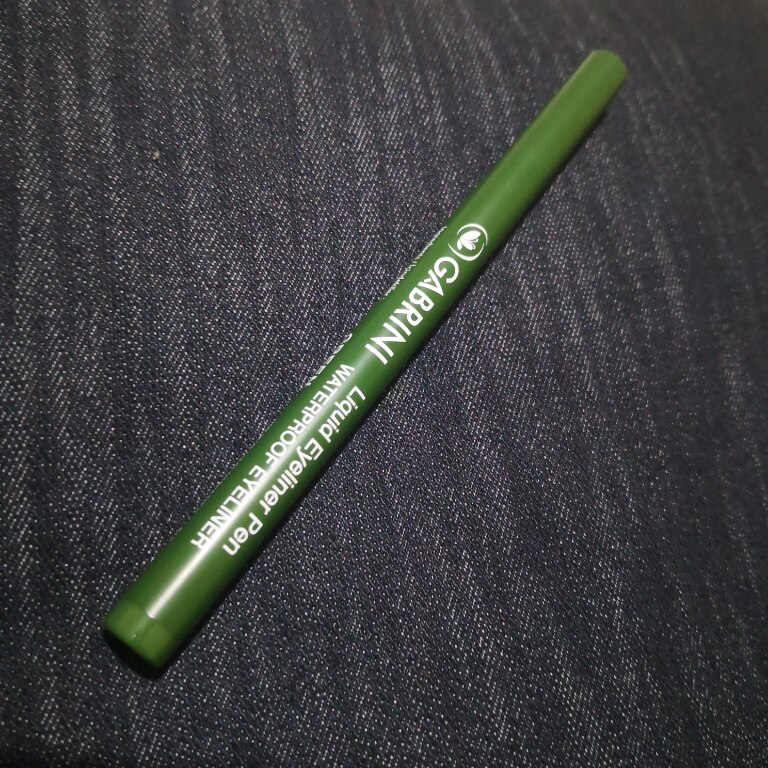 GABRINI
Liquid Eyeliner Pen
WATERPROOF EYELINER